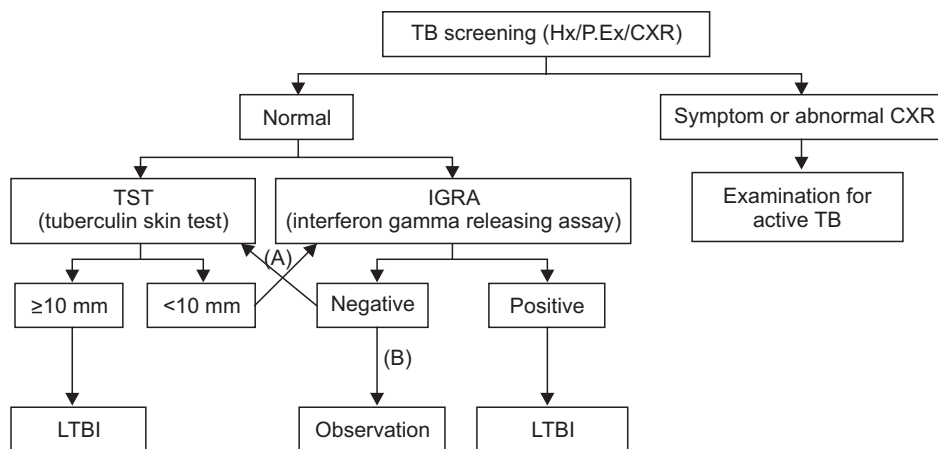 TB screening (Hx/P.Ex/CXR)
Normal
Symptom or abnormal CXR
TST
(tuberculin skin test)
IGRA
(interferon gamma releasing assay)
Examination for
active TB
(A)
≥10 mm
<10 mm
Negative
Positive
(B)
LTBI
Observation
LTBI